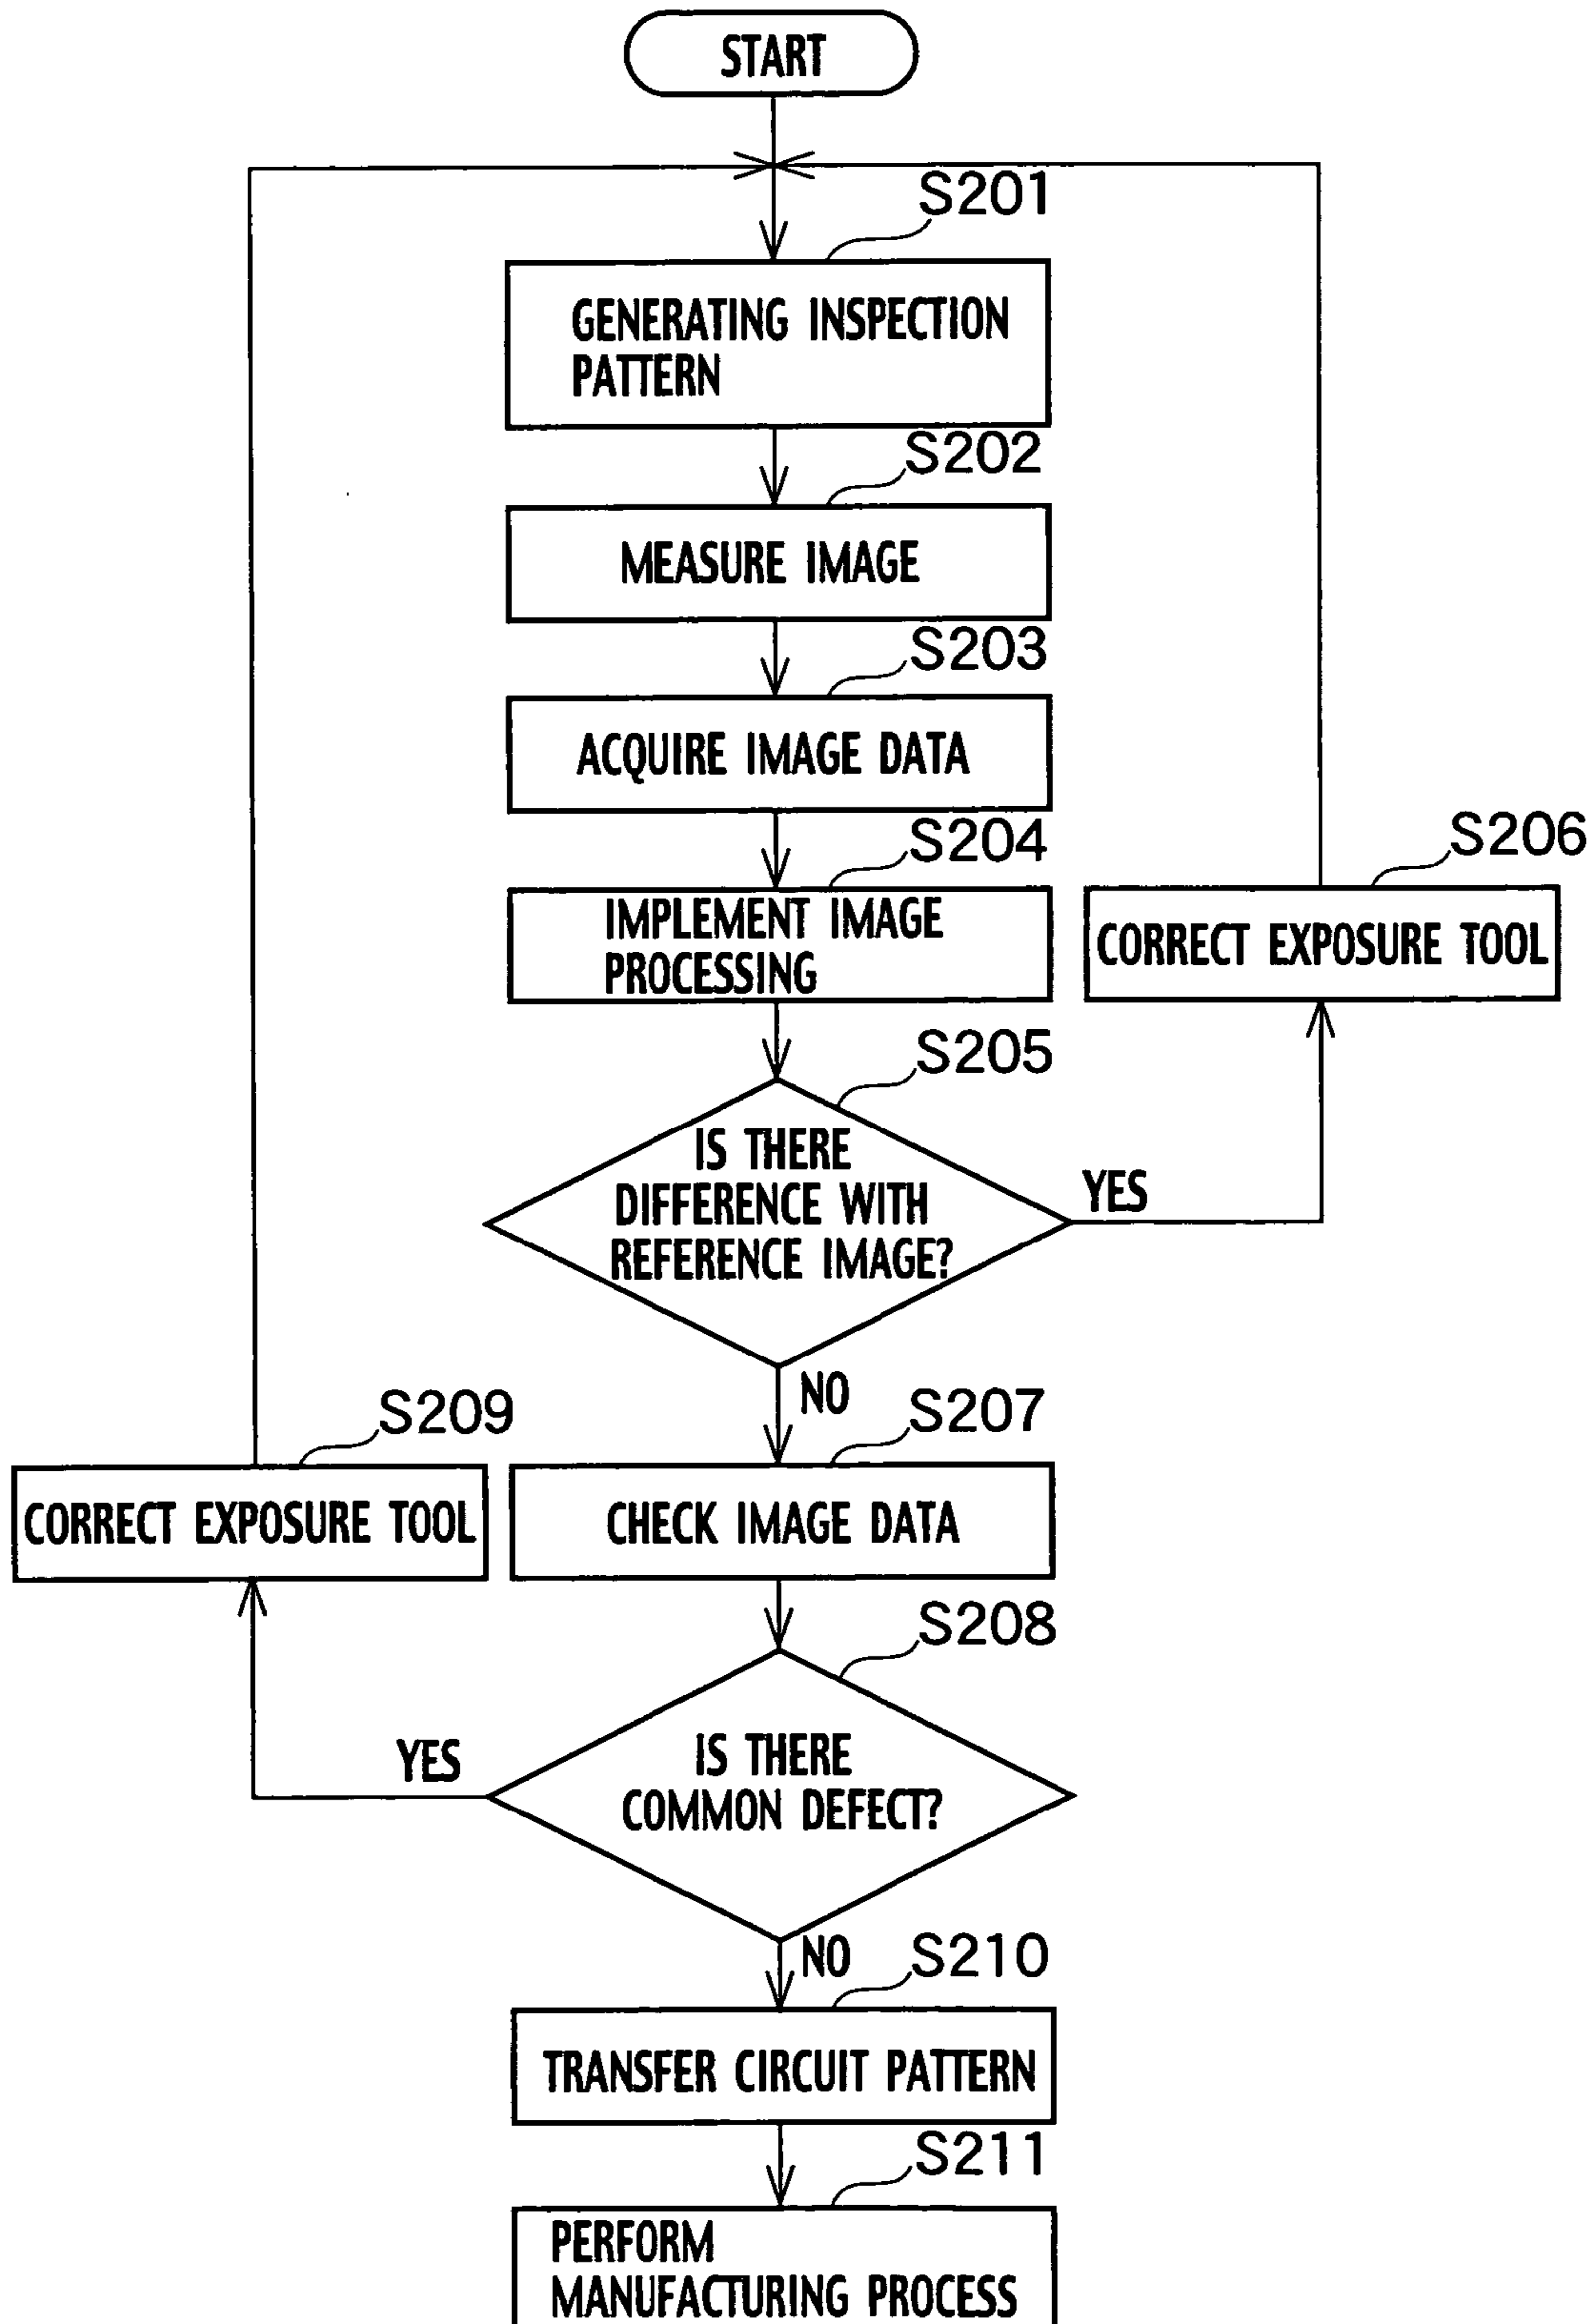 START
S201
GENERATING INSPECTION
PATTERN
S202
MEASURE IMAGE
S203
ACQUIRE IMAGE DATA
S204
IMPLEMENT IMAGE
PROCESSING
S206
CORRECT EXPOSURE TOOL
S205
IS THERE
DIFFERENCE WITH
REFERENCE IMAGE?
YES
NO
S207
CHECK IMAGE DATA
S209
CORRECT EXPOSURE TOOL
S208
IS THERE
COMMON DEFECT?
YES
NO
S210
TRANSFER CIRCUIT PATTERN
S211
PERFORM
MANUFACTURING PROCESS